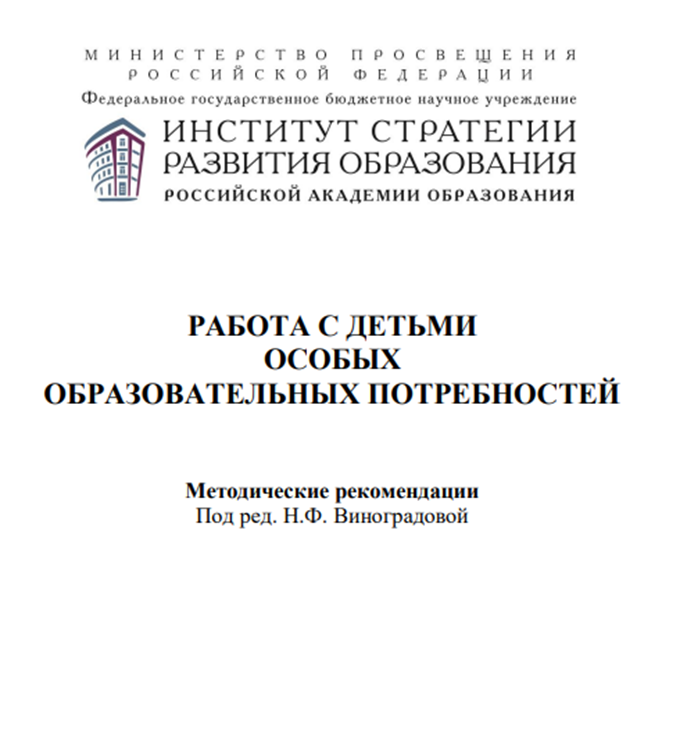 МИНИСТЕРСТВО ПРОСВЕЩЕНИЯ
РОССИЙСКОЙ ФЕДЕРАЦИИ
Федеральное государственное бюджетное научное учреждение
ИНСТИТУТ СТРАТЕГИИ
РАЗВИТИЯ ОБРАЗОВАНИЯ
РОССИЙСКОЙ АКАДЕМИИ ОБРАЗОВАНИЯ
РАБОТА С ДЕТЬМИ
ОСОБЫХ
ОБРАЗОВАТЕЛЬНЫХ ПОТРЕБНОСТЕЙ
Методические рекомендации
Под ред. Н.Ф. Виноградовой